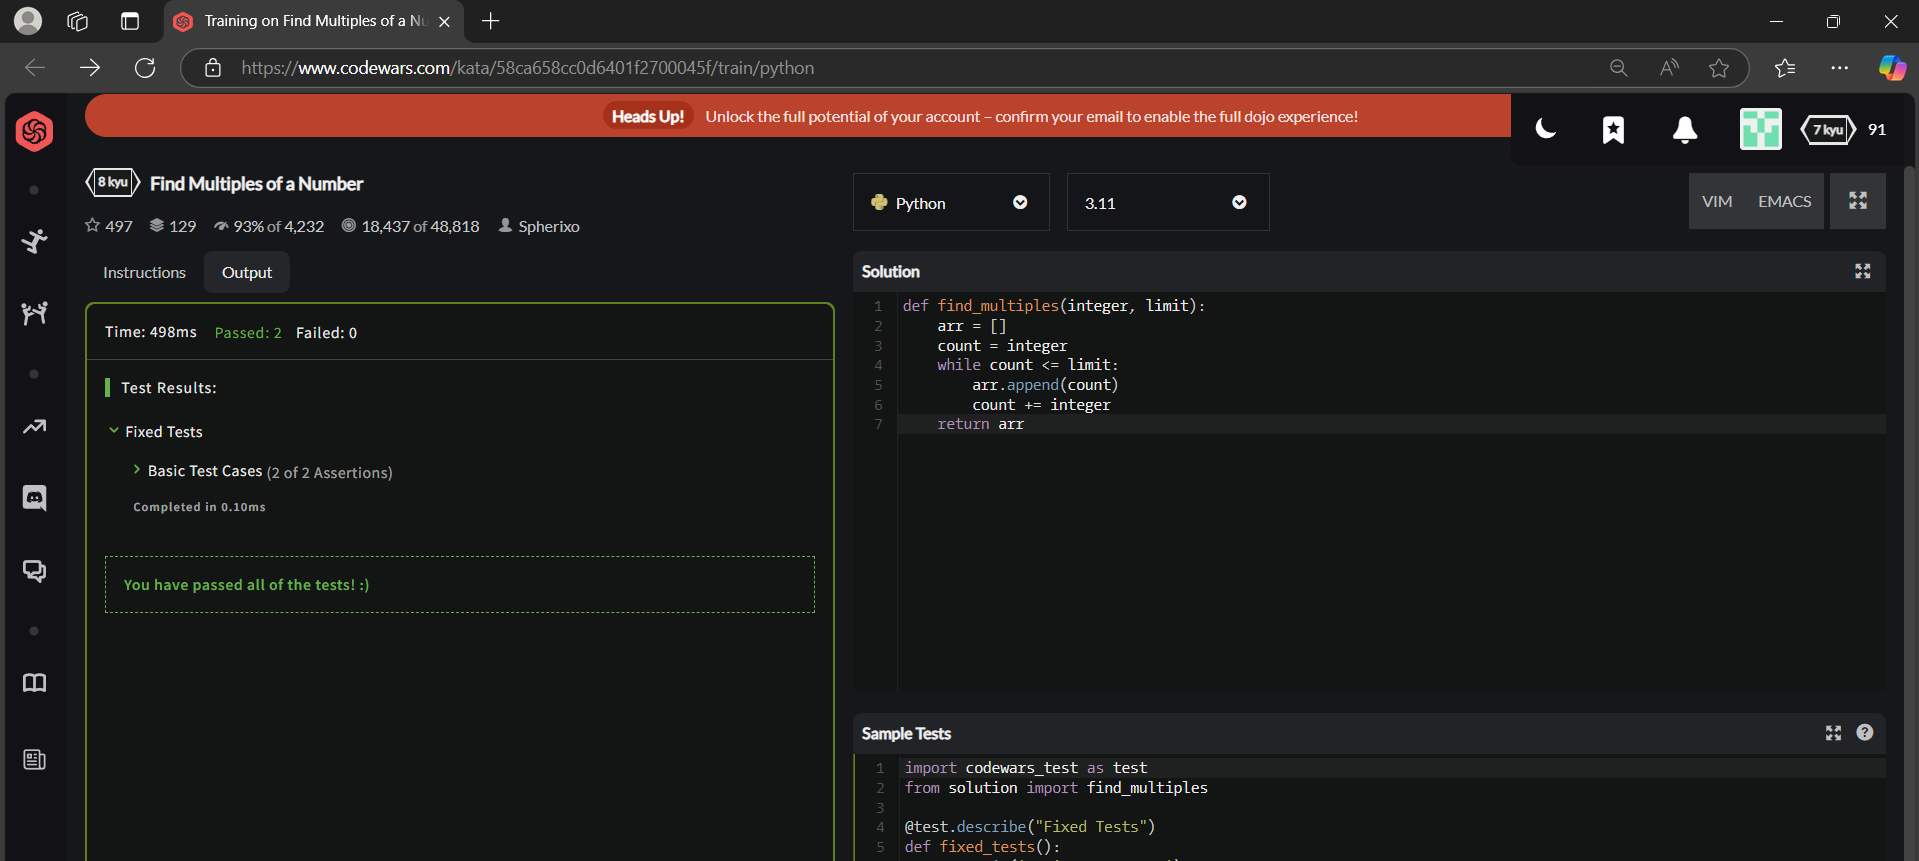 Training on Find Multiples of a Nu
https://www.codewars.com/kata/58ca658cc0d6401f2700045f/train/python
Heads Up! Unlock the full potential of your account – confirm your email to enable the full dojo experience!
7 kyu 91
8 kyu Find Multiples of a Number
497 129 93% of 4,232 18,437 of 48,818 Spherixo
Instructions Output
Time: 498ms Passed: 2 Failed: 0
Test Results:
Fixed Tests
Basic Test Cases (2 of 2 Assertions)
Completed in 0.10ms
You have passed all of the tests! :)
Python 3.11 VIM EMACS
Solution
1 def find_multiples(integer, limit):
2 arr = []
3 count = integer
4 while count <= limit:
5 arr.append(count)
6 count += integer
7 return arr
Sample Tests
1 import codewars_test as test
2 from solution import find_multiples
3
4 @test.describe("Fixed Tests")
5 def fixed_tests():